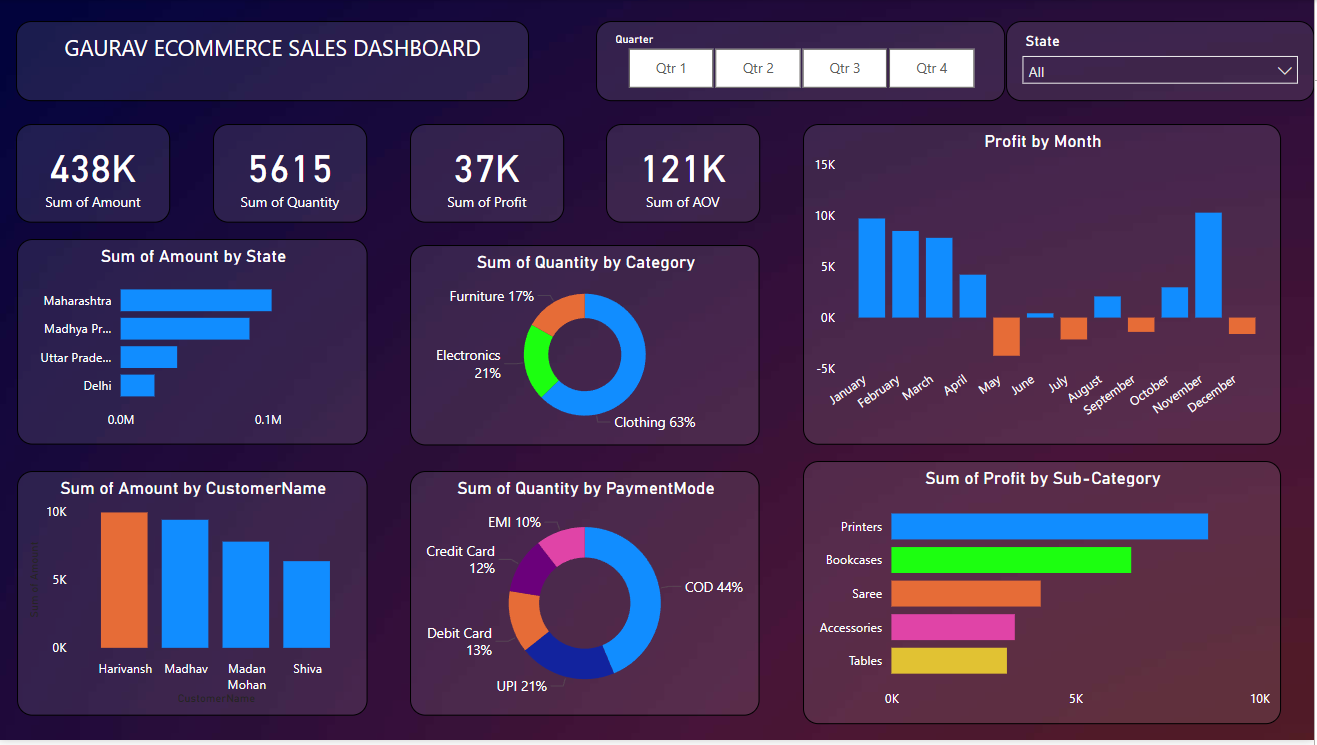 GAURAV ECOMMERCE SALES DASHBOARD
Quarter
Qtr 1
Qtr 2
Qtr 3
Qtr 4
State
All
438K
Sum of Amount
5615
Sum of Quantity
37K
Sum of Profit
121K
Sum of AOV
Profit by Month
15K
10K
5K
0K
-5K
January
February
March
April
May
June
July
August
September
October
November
December
Sum of Amount by State
Maharashtra
Madhya Pr...
Uttar Prade...
Delhi
0.0M
0.1M
Sum of Quantity by Category
Furniture 17%
Electronics
21%
Clothing 63%
Sum of Amount by CustomerName
Sum of Amount
10K
5K
0K
Harivansh
Madhav
Madan
Mohan
Shiva
CustomerName
Sum of Quantity by PaymentMode
EMI 10%
Credit Card
12%
COD 44%
Debit Card
13%
UPI 21%
Sum of Profit by Sub-Category
Printers
Bookcases
Saree
Accessories
Tables
0K
5K
10K